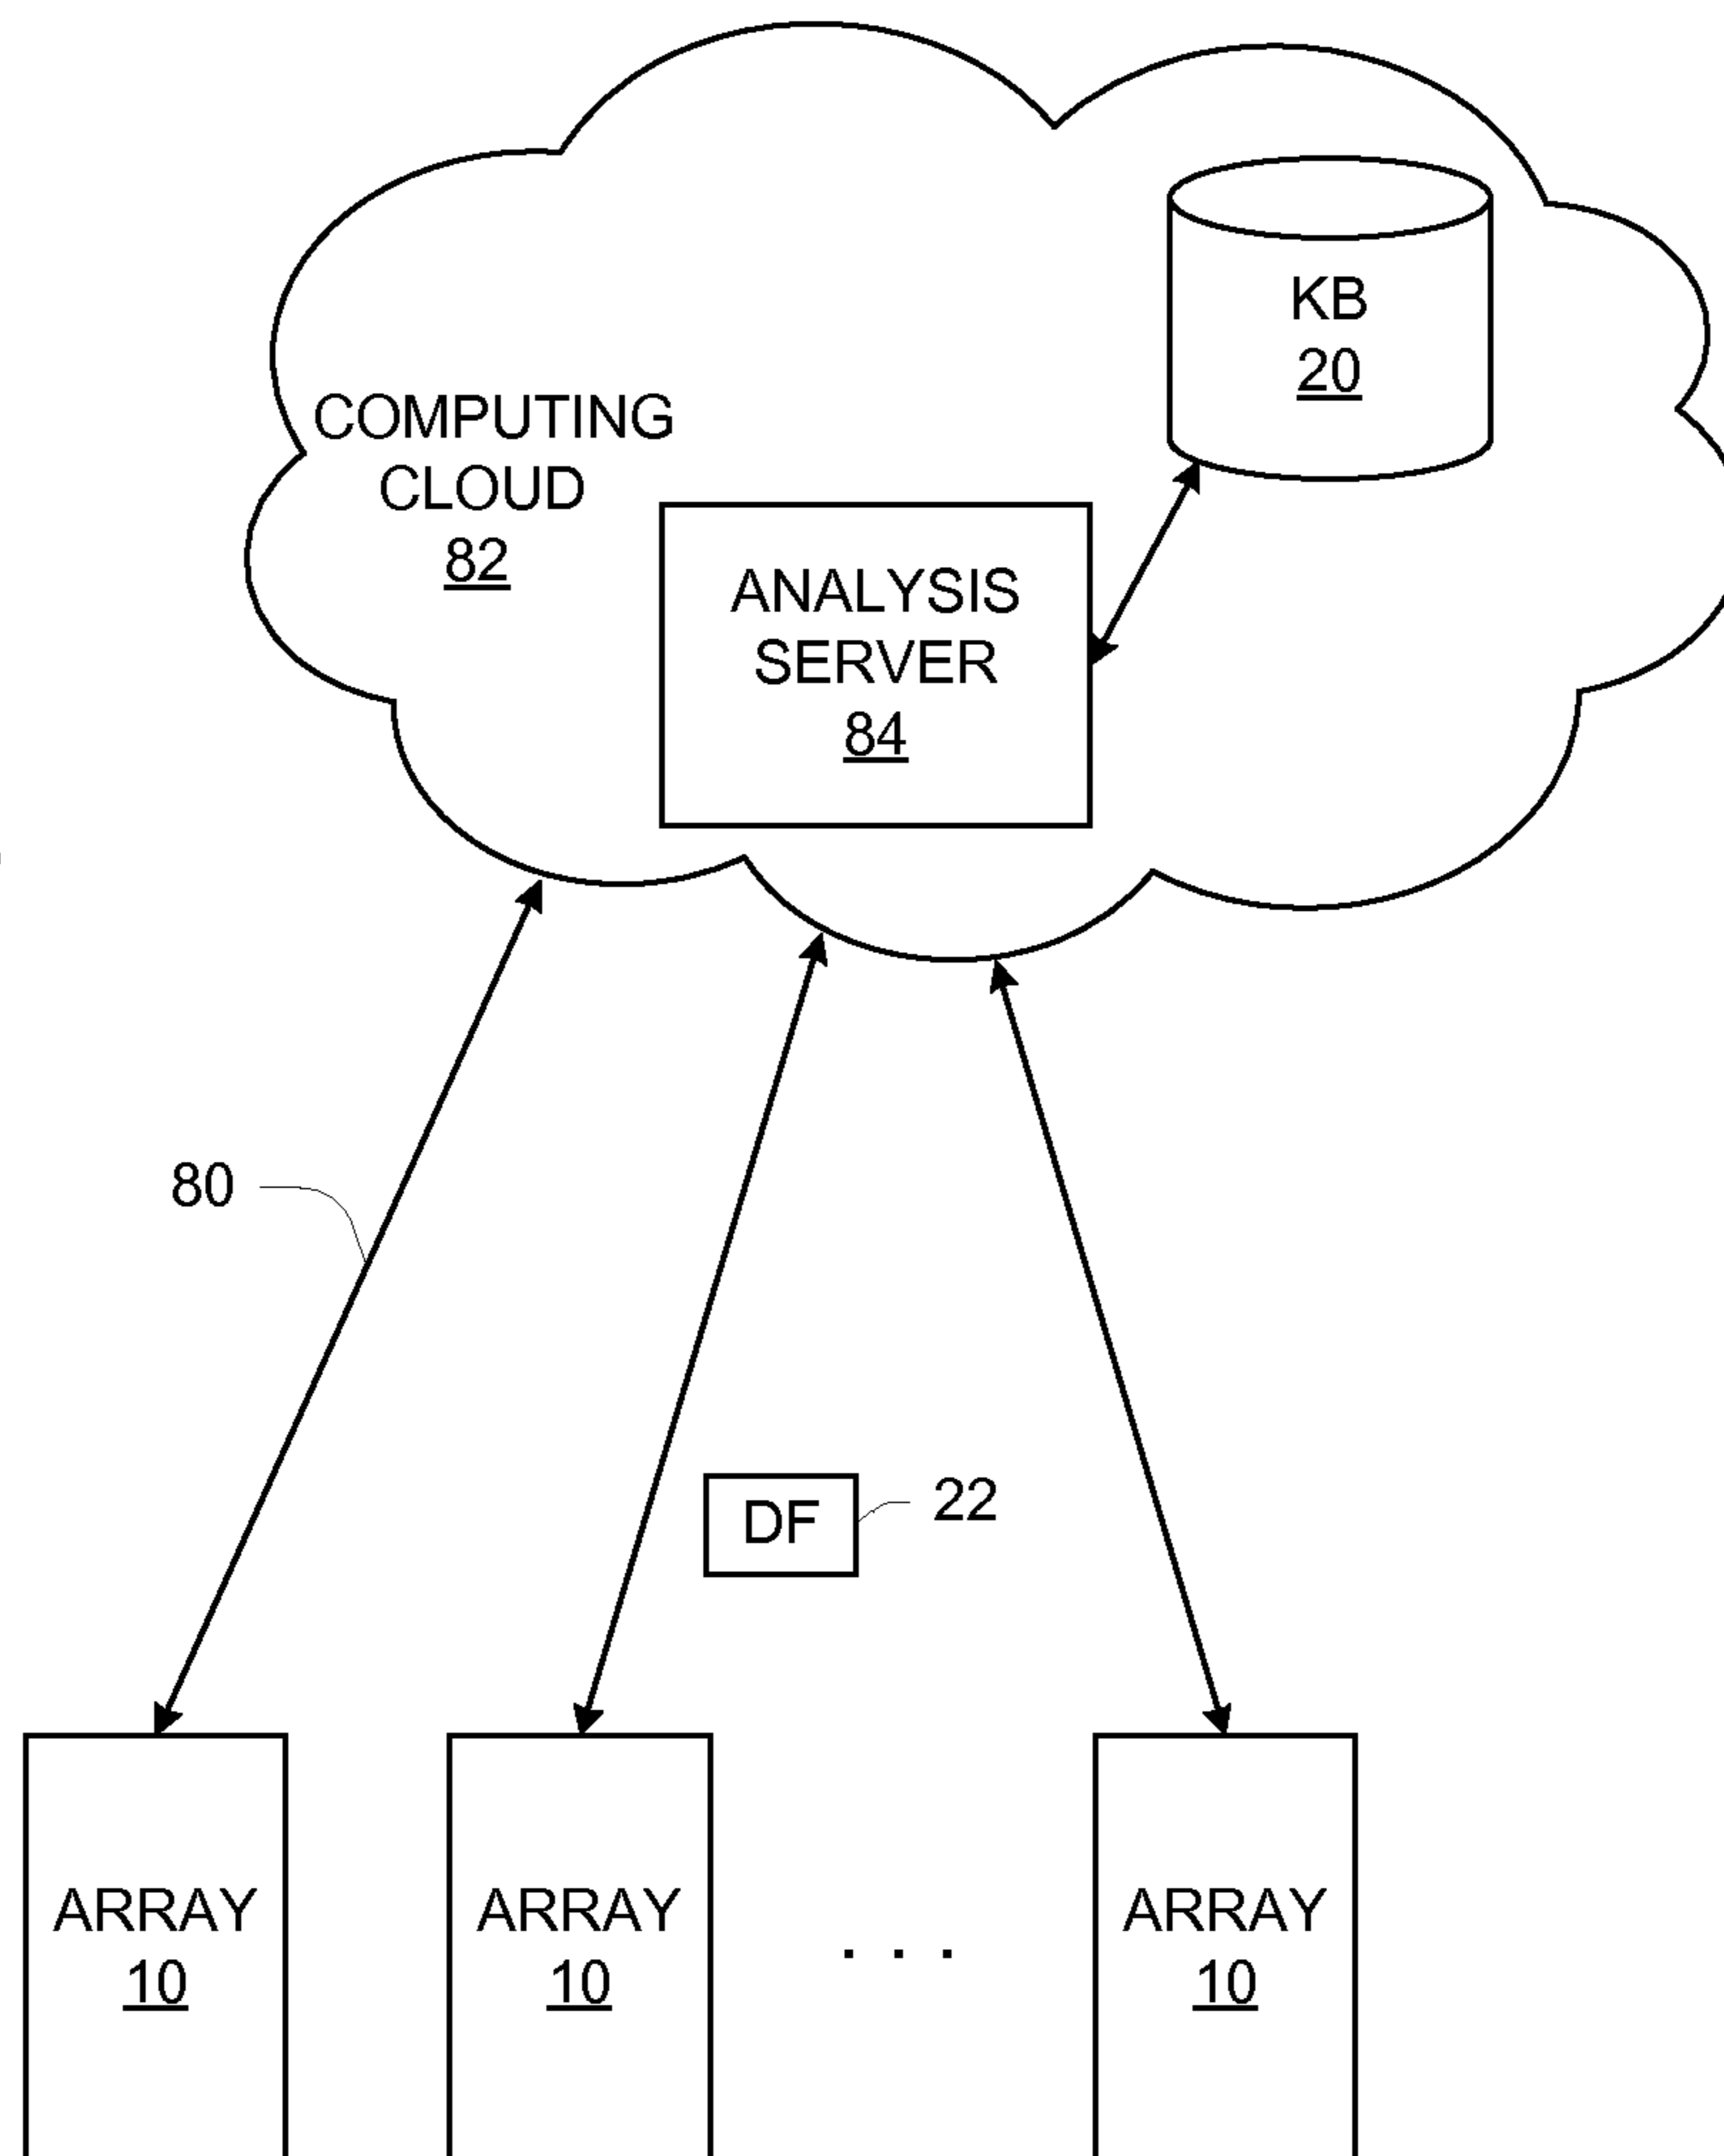 KB
20
COMPUTING
CLOUD
82
ANALYSIS
SERVER
84
80
DF
22
ARRAY
10
ARRAY
10
. . .
ARRAY
10